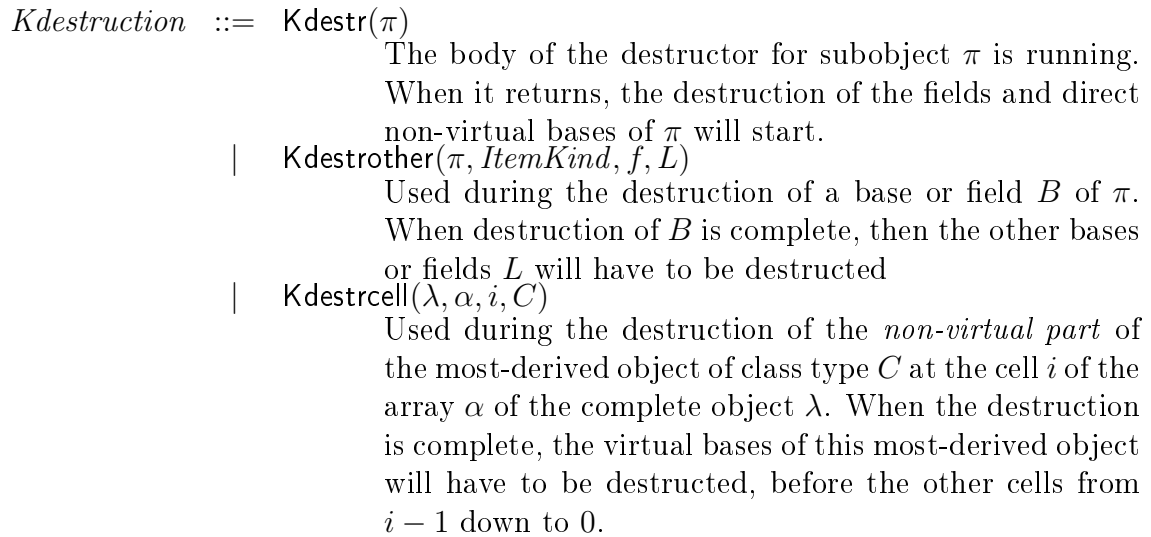 Kdestruction ::= Kdestr(π)
The body of the destructor for subobject π is running.
When it returns, the destruction of the fields and direct
non-virtual bases of π will start.
| Kdestrother(π, ItemKind, f, L)
Used during the destruction of a base or field B of π.
When destruction of B is complete, then the other bases
or fields L will have to be destructed
| Kdestrcell(λ, α, i, C)
Used during the destruction of the non-virtual part of
the most-derived object of class type C at the cell i of the
array α of the complete object λ. When the destruction
is complete, the virtual bases of this most-derived object
will have to be destructed, before the other cells from
i − 1 down to 0.